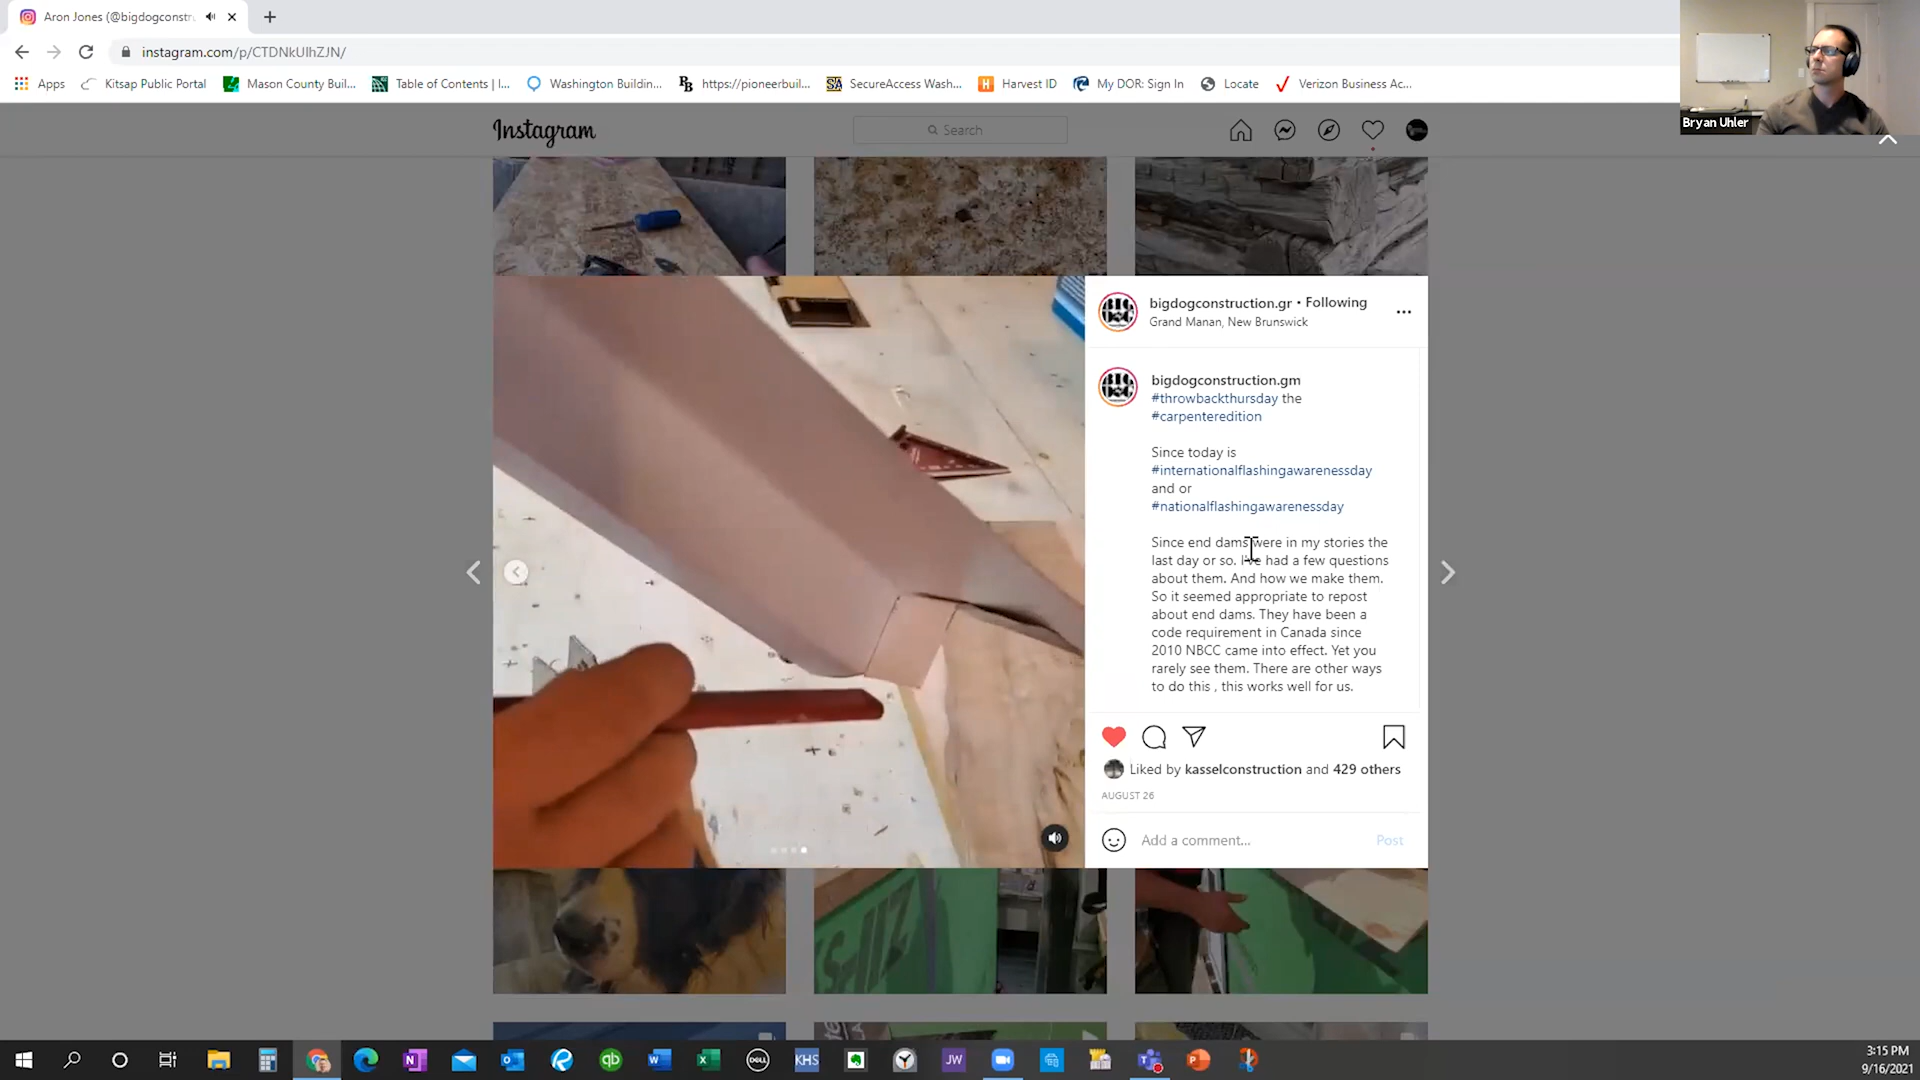 Aron Jones (@bigdogconstr
instagram.com/p/CTDNkUlhZJN/
Apps
Kitsap Public Portal
Mason County Buil...
Table of Contents | I...
Washington Building...
https://pioneerbuil...
SecureAccess Wash...
Harvest ID
My DOR: Sign In
Locate
Verizon Business Ac...
Bryan Uhler
Instagram
Search
bigdogconstruction.gr • Following
Grand Manan, New Brunswick
bigdogconstruction.gm
#throwbackthursday the
#carpenteredition
Since today is
#internationalflashingawarenessday
and or
#nationalflashingawarenessday
Since end dams were in my stories the
last day or so. I've had a few questions
about them. And how we make them.
So it seemed appropriate to repost
about end dams. They have been a
code requirement in Canada since
2010 NBCC came into effect. Yet you
rarely see them. There are other ways
to do this , this works well for us.
Liked by kasselconstruction and 429 others
AUGUST 26
Add a comment...
Post
DELL
KHS
JW
3:15 PM
9/16/2021